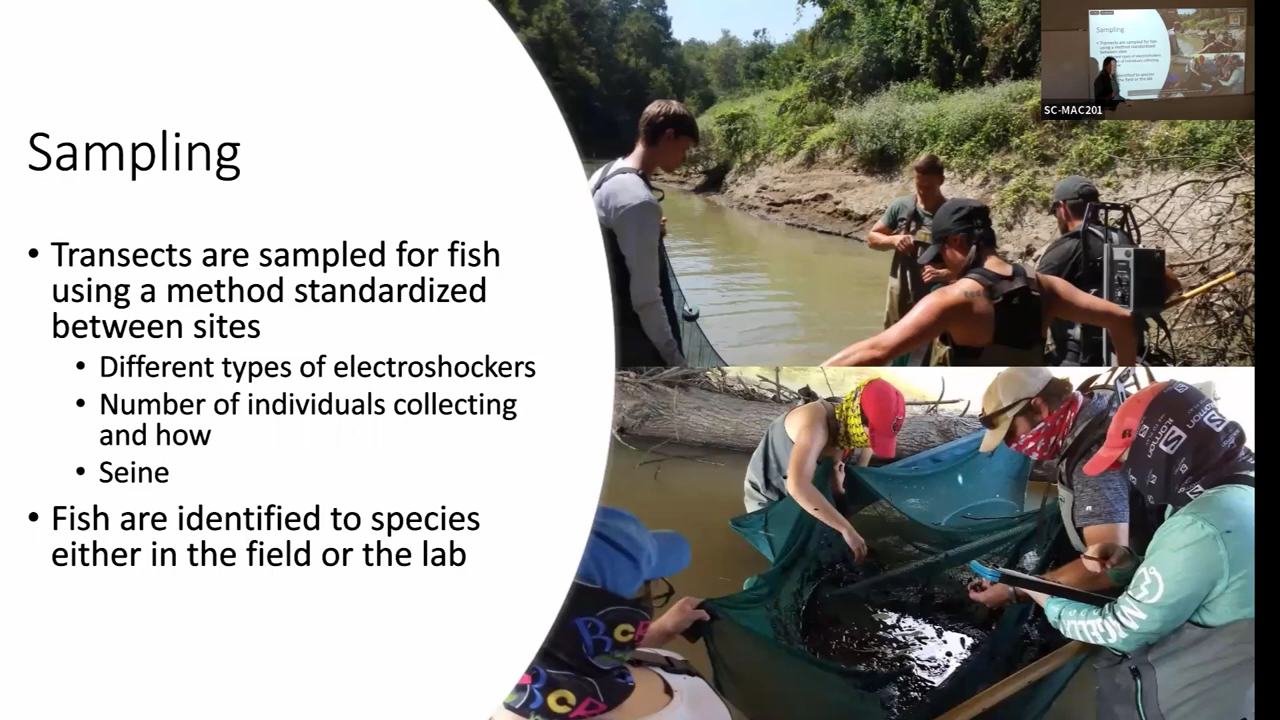 Sampling
• Transects are sampled for fish
using a method standardized
between sites
• Different types of electroshockers
• Number of individuals collecting
and how
• Seine
• Fish are identified to species
either in the field or the lab
SC-MAC201
Sampling